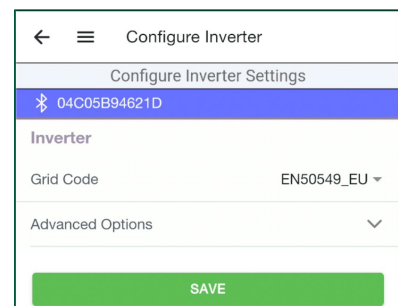 Configure Inverter
Configure Inverter Settings
04C05B94621D
Inverter
Grid Code EN50549_EU
Advanced Options
SAVE